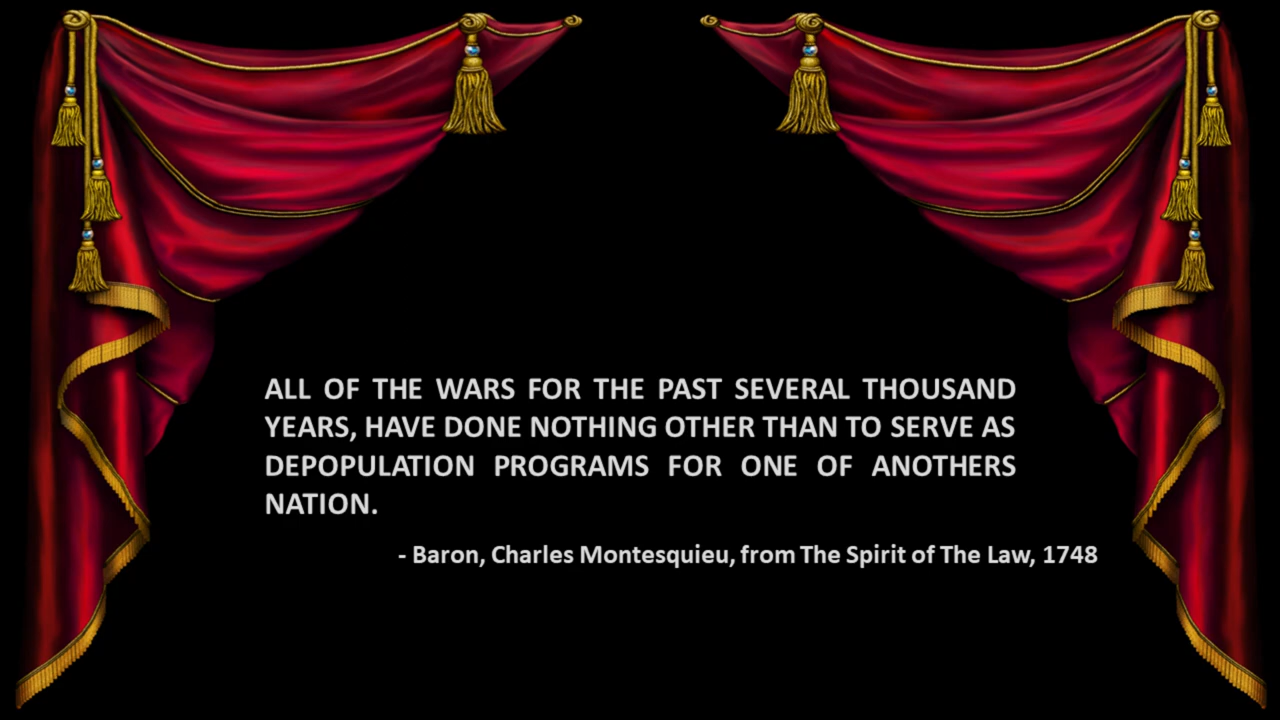 ALL OF THE WARS FOR THE PAST SEVERAL THOUSAND
YEARS, HAVE DONE NOTHING OTHER THAN TO SERVE AS
DEPOPULATION PROGRAMS FOR ONE OF ANOTHERS
NATION.
- Baron, Charles Montesquieu, from The Spirit of The Law, 1748